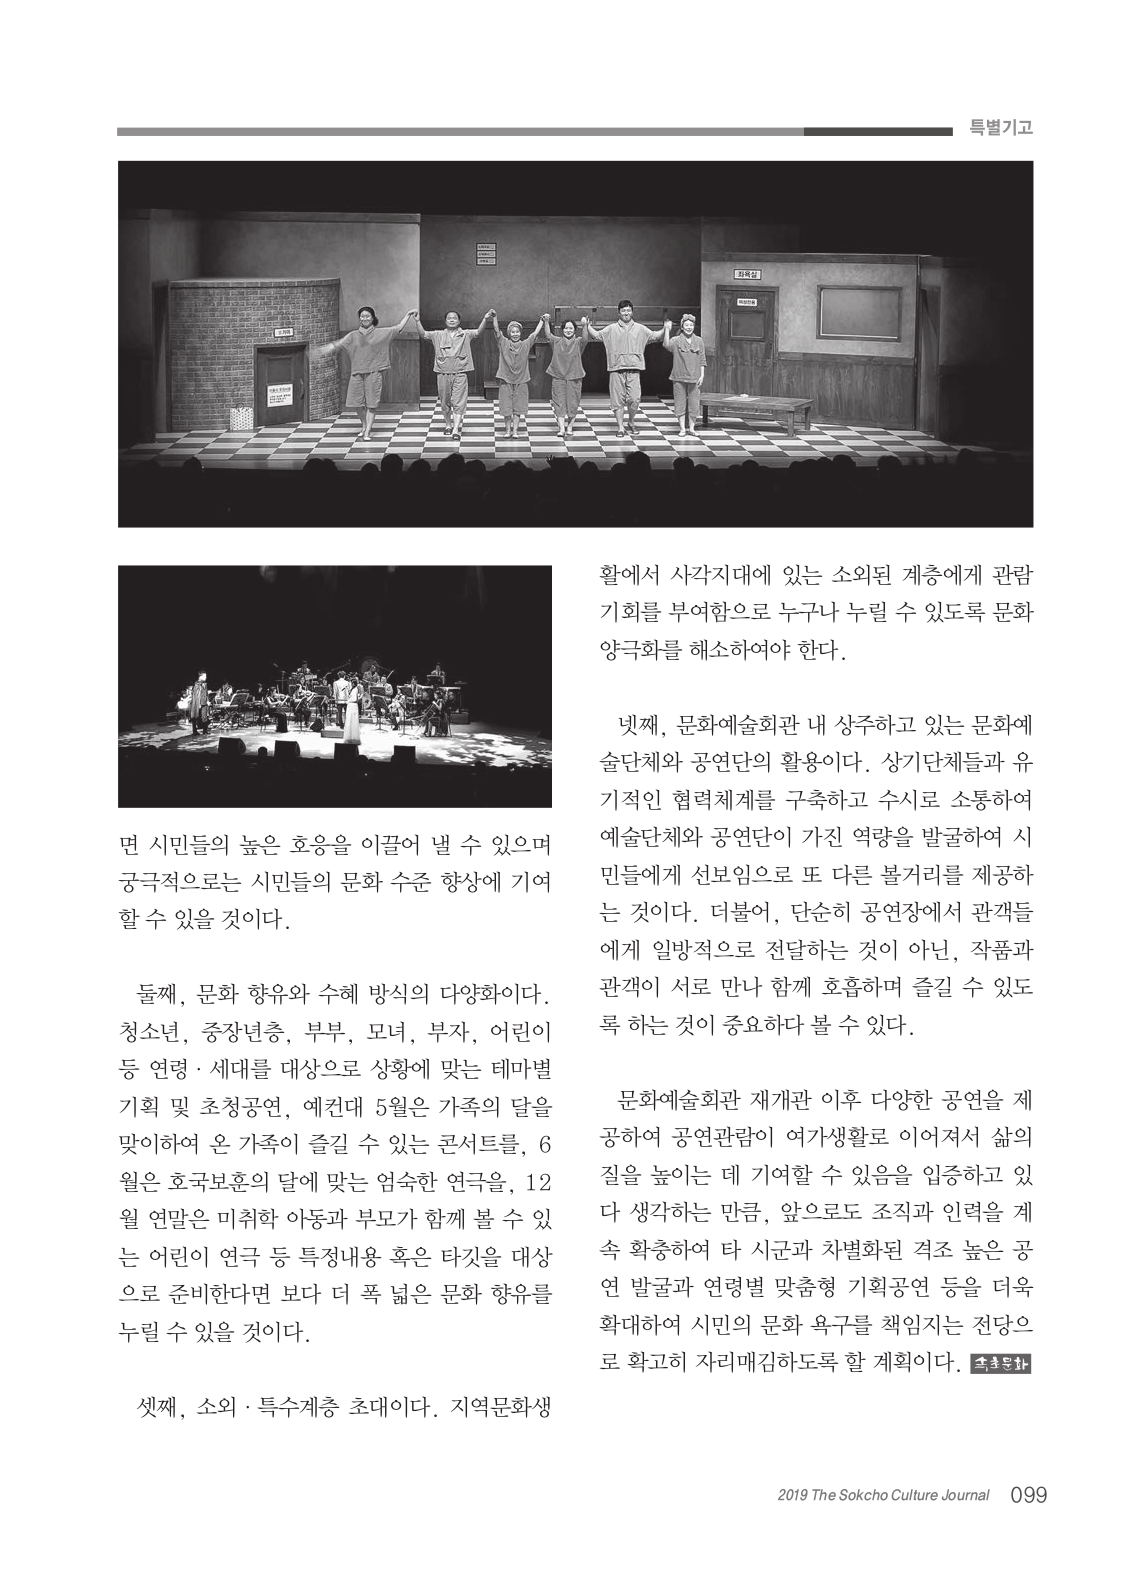 특별기고
좌욕실
여성전용
면 시민들의 높은 호응을 이끌어 낼 수 있으며
궁극적으로는 시민들의 문화 수준 향상에 기여
할 수 있을 것이다.
둘째, 문화 향유와 수혜 방식의 다양화이다.
청소년, 중장년층, 부부, 모녀, 부자, 어린이
등 연령 · 세대를 대상으로 상황에 맞는 테마별
기획 및 초청공연, 예컨대 5월은 가족의 달을
맞이하여 온 가족이 즐길 수 있는 콘서트를, 6
월은 호국보훈의 달에 맞는 엄숙한 연극을, 12
월 연말은 미취학 아동과 부모가 함께 볼 수 있
는 어린이 연극 등 특정내용 혹은 타깃을 대상
으로 준비한다면 보다 더 폭 넓은 문화 향유를
누릴 수 있을 것이다.
셋째, 소외 · 특수계층 초대이다. 지역문화생
활에서 사각지대에 있는 소외된 계층에게 관람
기회를 부여함으로 누구나 누릴 수 있도록 문화
양극화를 해소하여야 한다.
넷째, 문화예술회관 내 상주하고 있는 문화예
술단체와 공연단의 활용이다. 상기단체들과 유
기적인 협력체계를 구축하고 수시로 소통하여
예술단체와 공연단이 가진 역량을 발굴하여 시
민들에게 선보임으로 또 다른 볼거리를 제공하
는 것이다. 더불어, 단순히 공연장에서 관객들
에게 일방적으로 전달하는 것이 아닌, 작품과
관객이 서로 만나 함께 호흡하며 즐길 수 있도
록 하는 것이 중요하다 볼 수 있다.
문화예술회관 재개관 이후 다양한 공연을 제
공하여 공연관람이 여가생활로 이어져서 삶의
질을 높이는 데 기여할 수 있음을 입증하고 있
다 생각하는 만큼, 앞으로도 조직과 인력을 계
속 확충하여 타 시군과 차별화된 격조 높은 공
연 발굴과 연령별 맞춤형 기획공연 등을 더욱
확대하여 시민의 문화 욕구를 책임지는 전당으
로 확고히 자리매김하도록 할 계획이다. 속초문화
2019 The Sokcho Culture Journal 099